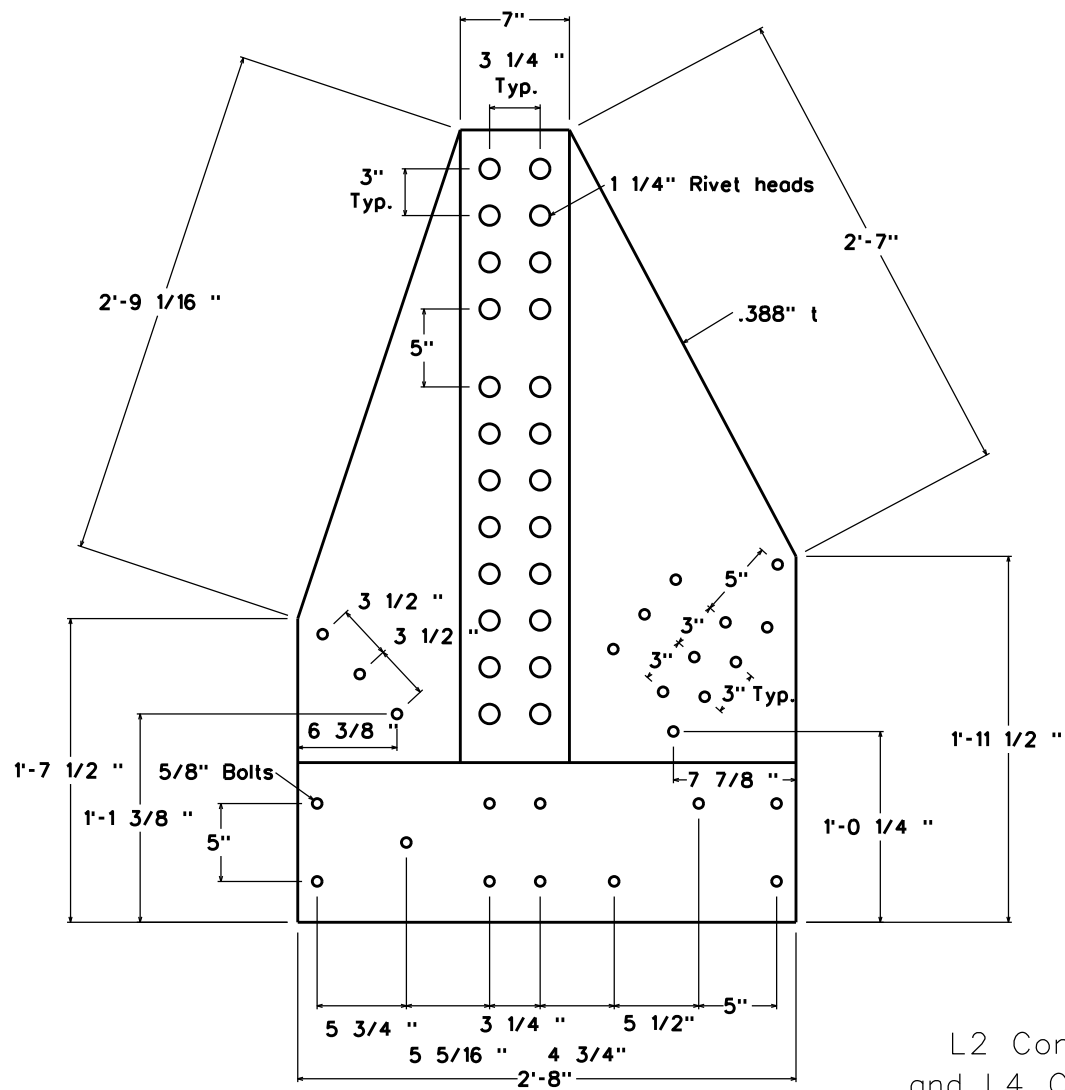 7"
3 1/4 "
Typ.
3"
Typ.
1 1/4" Rivet heads
2'-7"
2'-9 1/16 "
.388" t
5"
5"
3 1/2 "
3 1/2 "
3"
3"
3" Typ.
6 3/8 "
1'-11 1/2 "
1'-7 1/2 "
5/8" Bolts
7 7/8 "
1'-1 3/8 "
5"
1'-0 1/4 "
5"
5 3/4 "
3 1/4 "
5 1/2"
5 5/16 "
4 3/4"
2'-8"
L2 Con
and L4 C